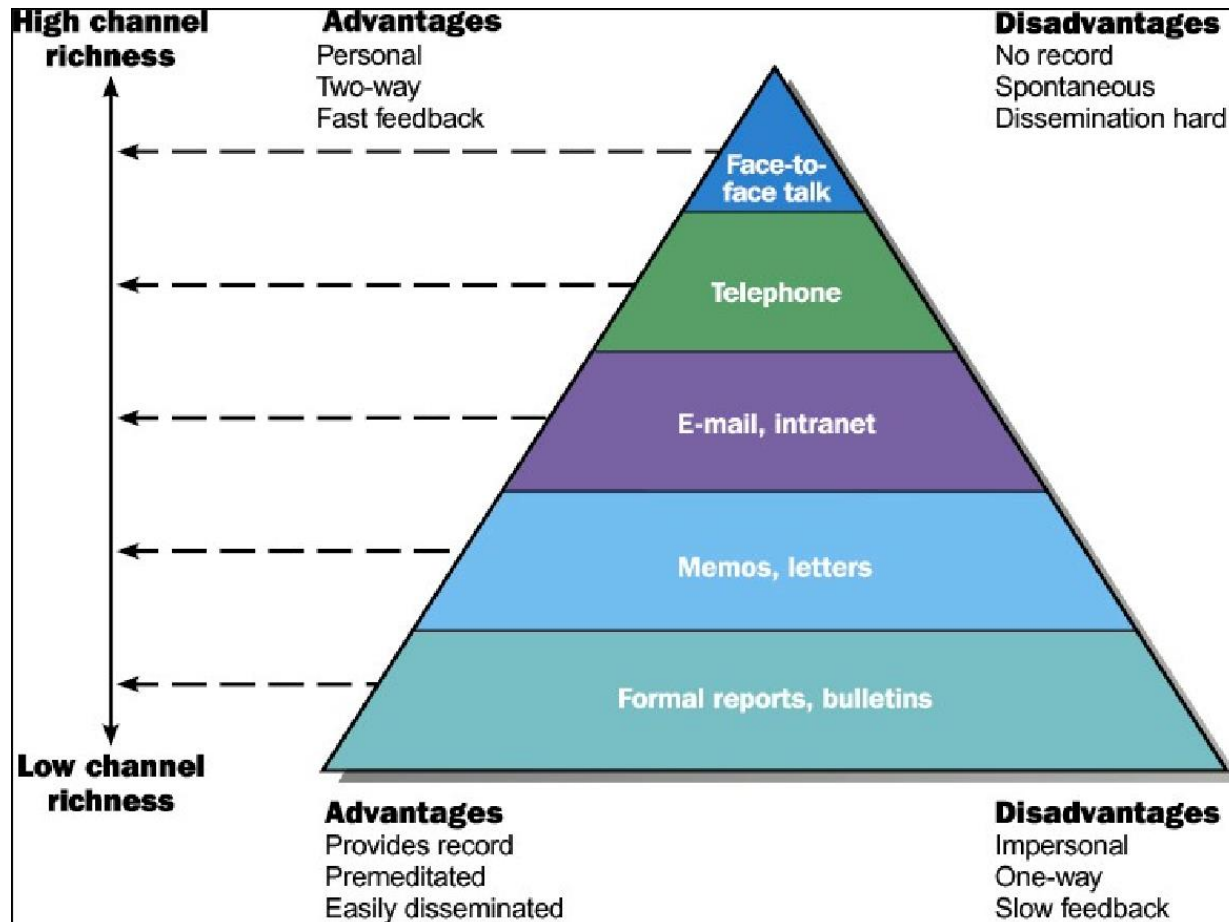 High channel
richness
Advantages
Personal
Two-way
Fast feedback
Disadvantages
No record
Spontaneous
Dissemination hard
Face-to-
face talk
Telephone
E-mail, intranet
Memos, letters
Formal reports, bulletins
Low channel
richness
Advantages
Provides record
Premeditated
Easily disseminated
Disadvantages
Impersonal
One-way
Slow feedback